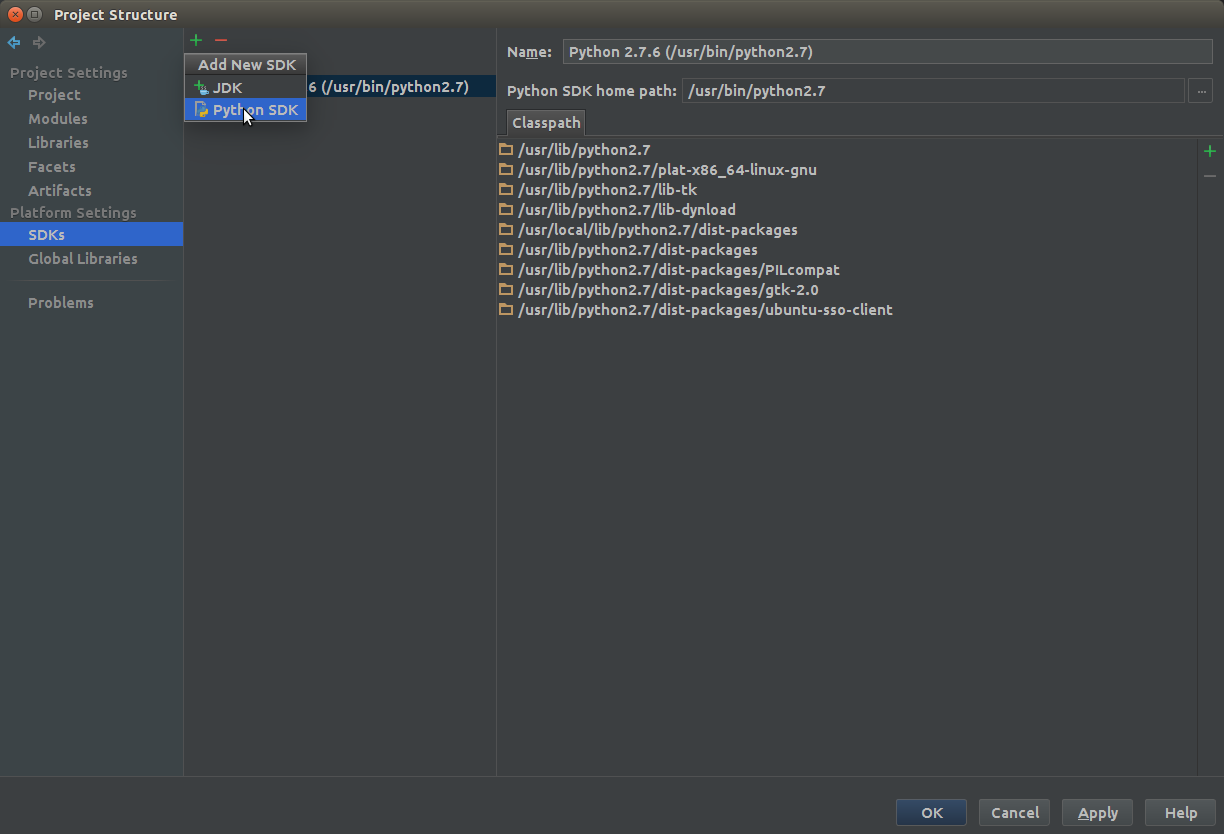 Project Structure
Project Settings
Project
Modules
Libraries
Facets
Artifacts
Platform Settings
SDKs
Global Libraries
Problems
Add New SDK
JDK
Python SDK
6 (/usr/bin/python2.7)
Name: Python 2.7.6 (/usr/bin/python2.7)
Python SDK home path: /usr/bin/python2.7 ...
Classpath
/usr/lib/python2.7
/usr/lib/python2.7/plat-x86_64-linux-gnu
/usr/lib/python2.7/lib-tk
/usr/lib/python2.7/lib-dynload
/usr/local/lib/python2.7/dist-packages
/usr/lib/python2.7/dist-packages
/usr/lib/python2.7/dist-packages/PILcompat
/usr/lib/python2.7/dist-packages/gtk-2.0
/usr/lib/python2.7/dist-packages/ubuntu-sso-client
OK Cancel Apply Help